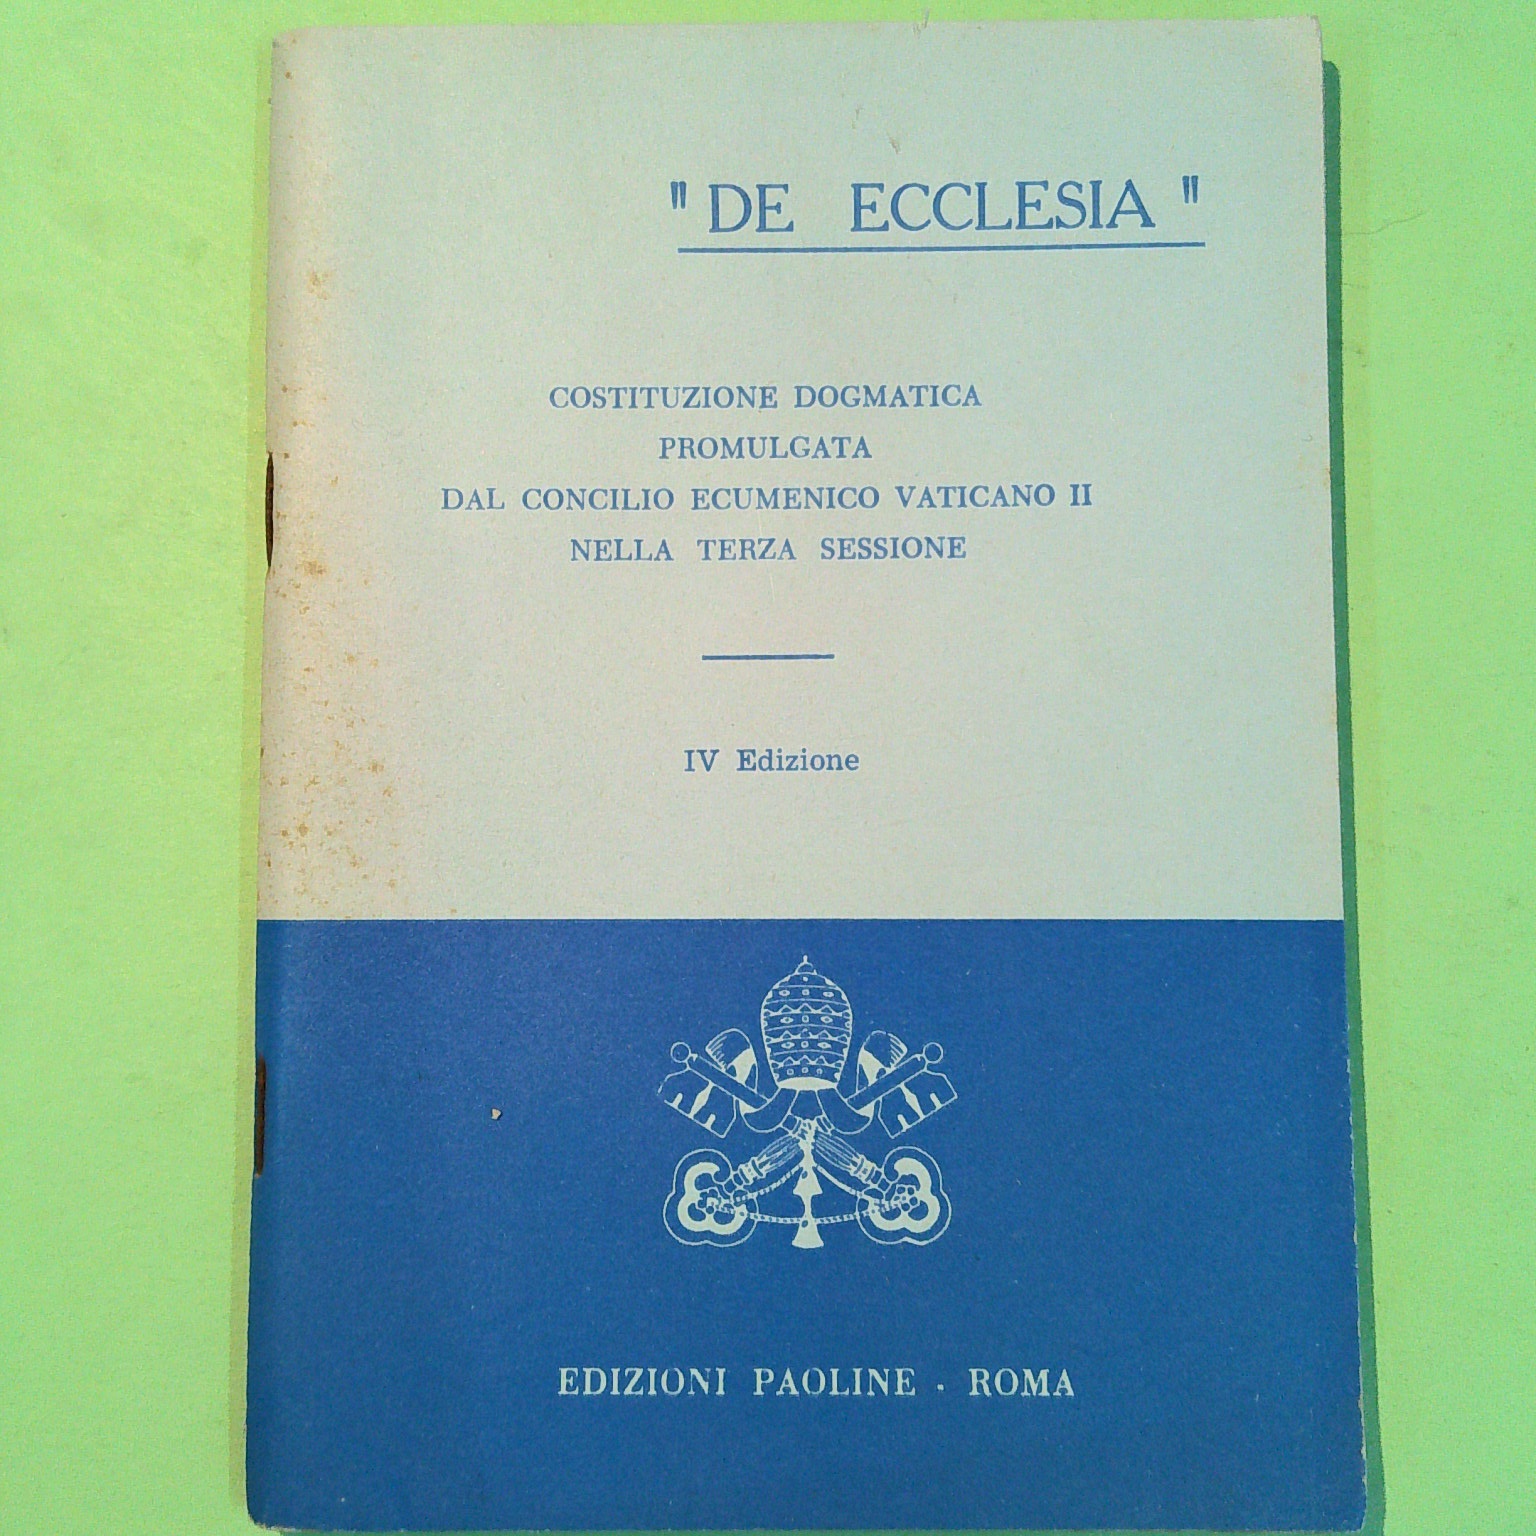 "DE ECCLESIA"
COSTITUZIONE DOGMATICA
PROMULGATA
DAL CONCILIO ECUMENICO VATICANO II
NELLA TERZA SESSIONE
IV Edizione
EDIZIONI PAOLINE - ROMA